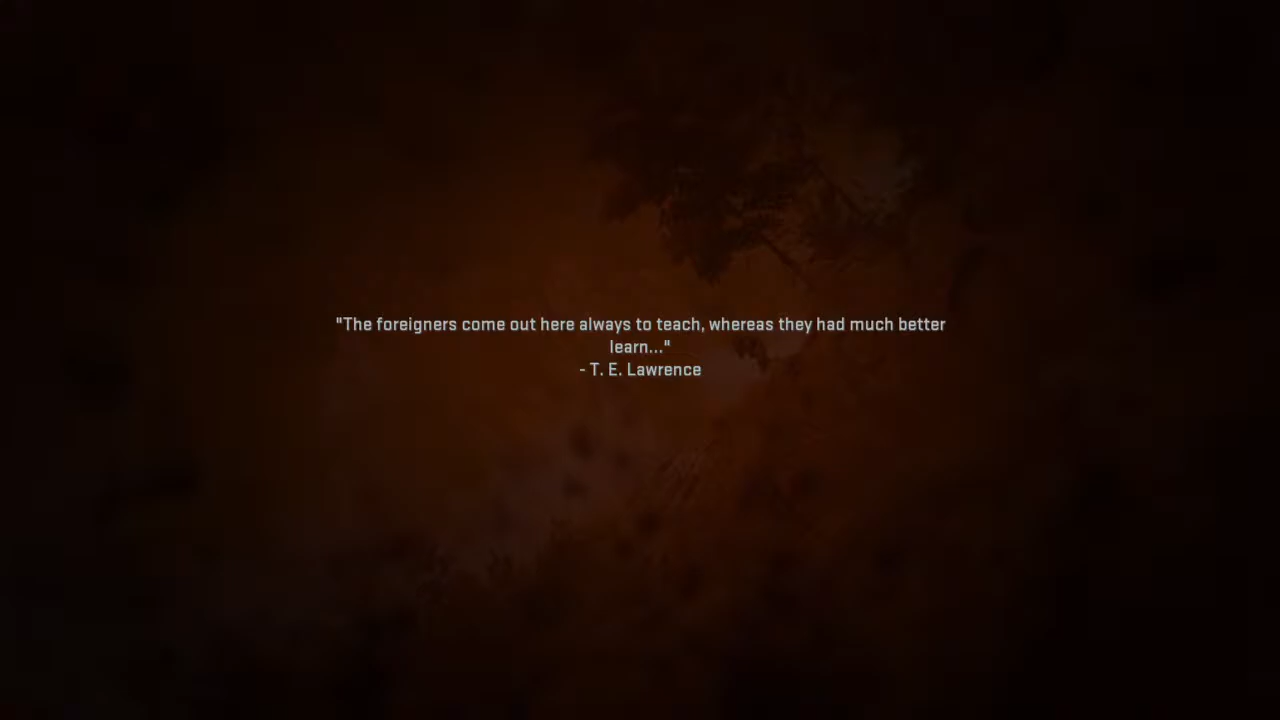 "The foreigners come out here always to teach, whereas they had much better
learn..."
- T. E. Lawrence